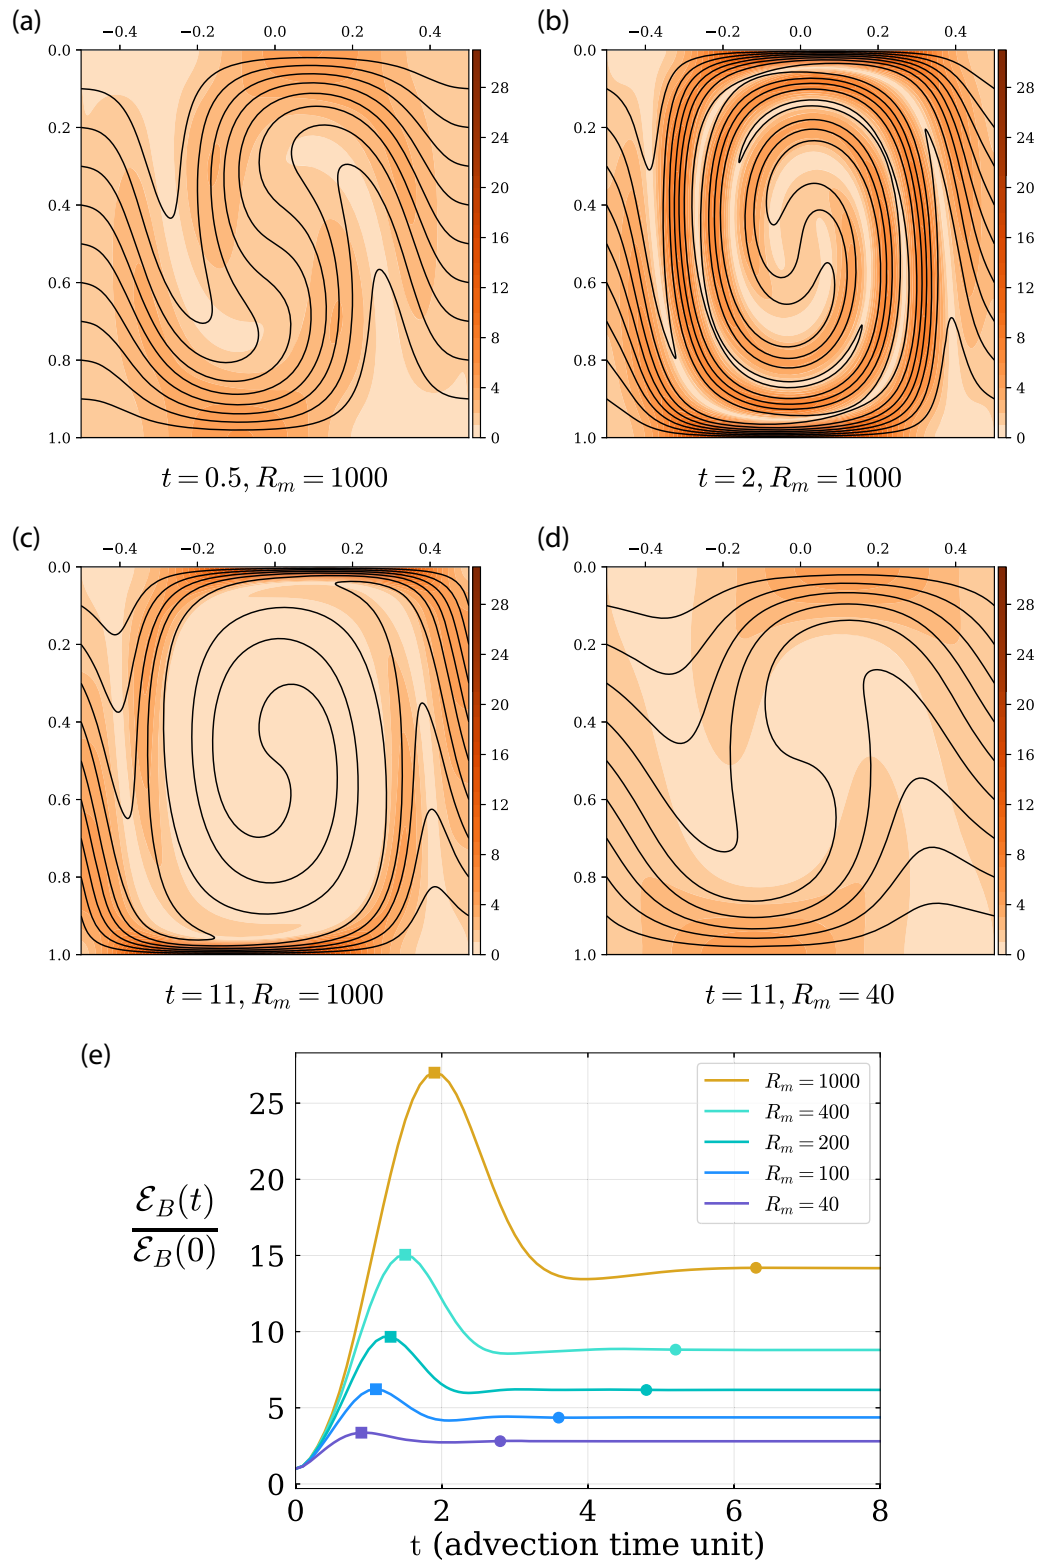 (a)
−0.4 −0.2 0.0 0.2 0.4
0.0
0.2
0.4
0.6
0.8
1.0
28
24
20
16
12
8
4
0
t = 0.5, R_m = 1000
(b)
−0.4 −0.2 0.0 0.2 0.4
0.0
0.2
0.4
0.6
0.8
1.0
28
24
20
16
12
8
4
0
t = 2, R_m = 1000
(c)
−0.4 −0.2 0.0 0.2 0.4
0.0
0.2
0.4
0.6
0.8
1.0
28
24
20
16
12
8
4
0
t = 11, R_m = 1000
(d)
−0.4 −0.2 0.0 0.2 0.4
0.0
0.2
0.4
0.6
0.8
1.0
28
24
20
16
12
8
4
0
t = 11, R_m = 40
(e)
ℰ_B(t)
ℰ_B(0)
25
20
15
10
5
0
R_m = 1000
R_m = 400
R_m = 200
R_m = 100
R_m = 40
0 2 4 6 8
t (advection time unit)